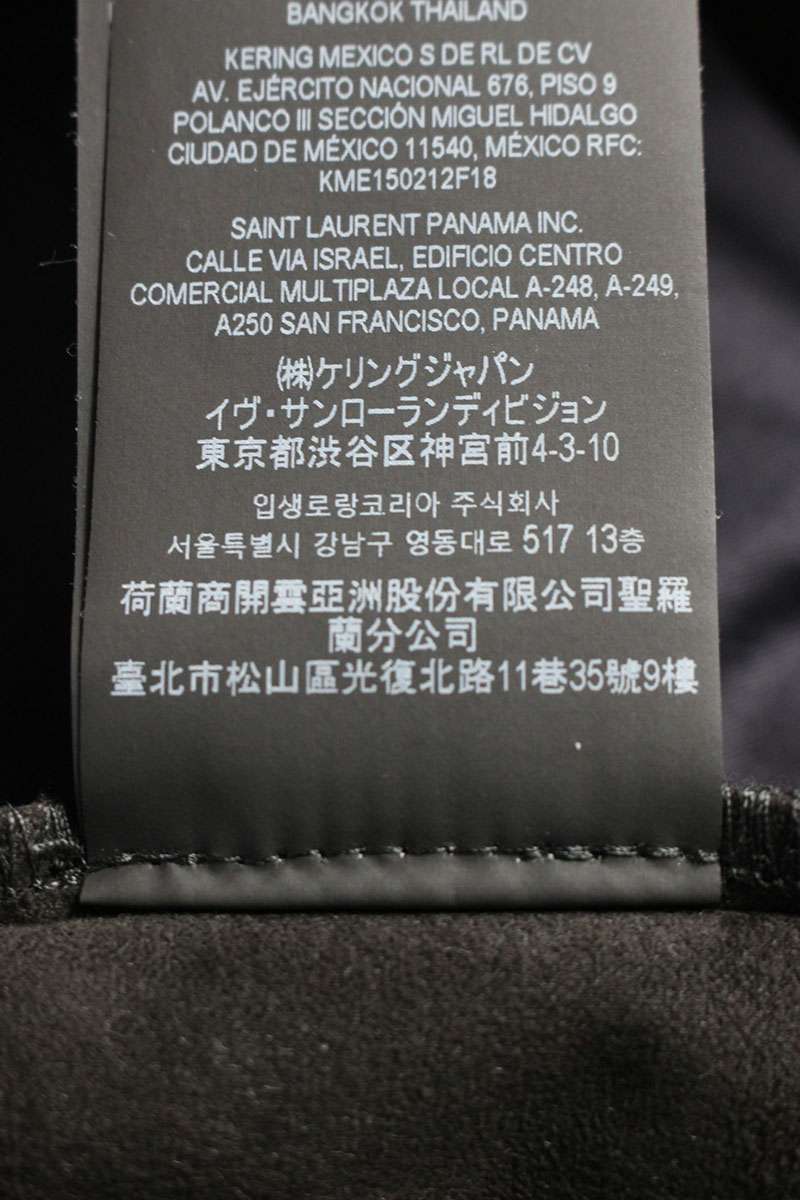 BANGKOK THAILAND
KERING MEXICO S DE RL DE CV
AV. EJÉRCITO NACIONAL 676, PISO 9
POLANCO III SECCIÓN MIGUEL HIDALGO
CIUDAD DE MÉXICO 11540, MÉXICO RFC:
KME150212F18
SAINT LAURENT PANAMA INC.
CALLE VIA ISRAEL, EDIFICIO CENTRO
COMERCIAL MULTIPLAZA LOCAL A-248, A-249,
A250 SAN FRANCISCO, PANAMA
(株)ケリングジャパン
イヴ・サンローランディビジョン
東京都渋谷区神宮前4-3-10
입생로랑코리아 주식회사
서울특별시 강남구 영동대로 517 13층
荷蘭商開雲亞洲股份有限公司聖羅
蘭分公司
臺北市松山區光復北路11巷35號9樓